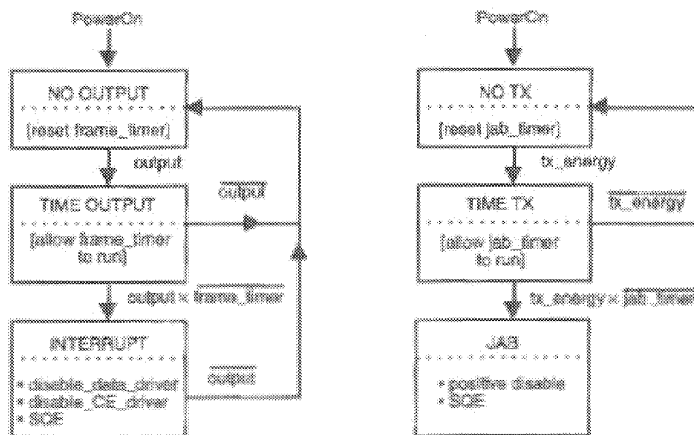 PowerOn
NO OUTPUT
[reset frame_timer]
output
output
TIME OUTPUT
[allow frame_timer
to run]
output × frame_timer
INTERRUPT
• disable_data_driver
• disable_CE_driver
• SQE
output
PowerOn
NO TX
[reset jab_timer]
tx_energy
tx_energy
TIME TX
[allow jab_timer
to run]
tx_energy × jab_timer
JAB
• positive disable
• SQE